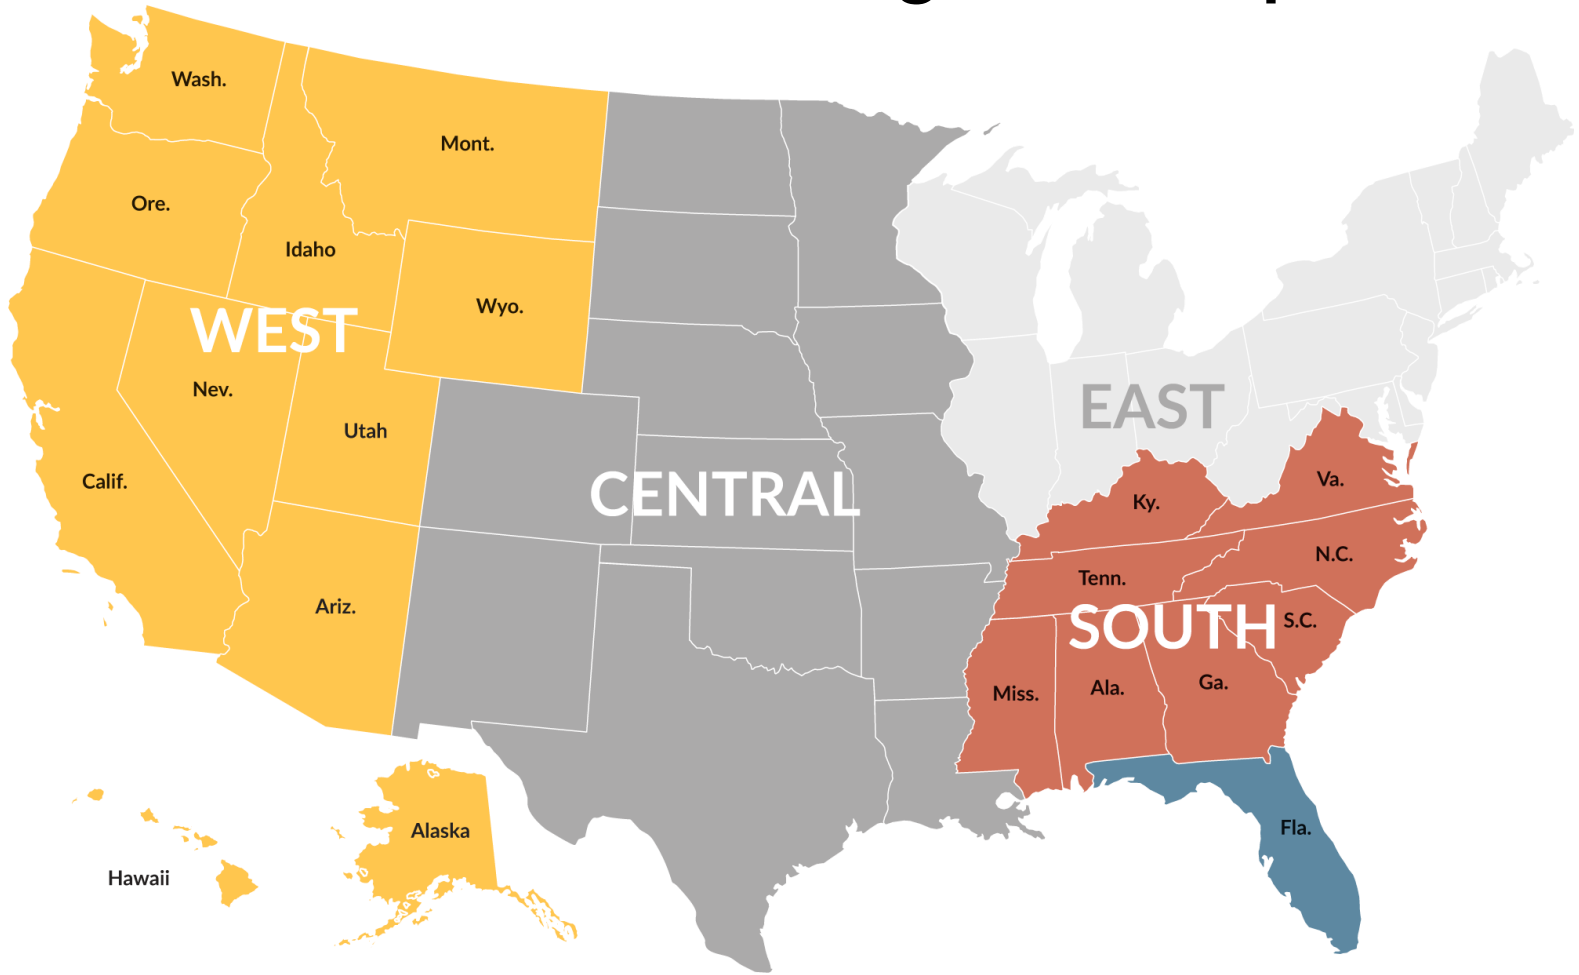 Wash.
Mont.
Ore.
Idaho
Wyo.
WEST
Nev.
Utah
EAST
Calif.
CENTRAL
Va.
Ky.
N.C.
Tenn.
Ariz.
SOUTH
S.C.
Miss.
Ala.
Ga.
Alaska
Fla.
Hawaii